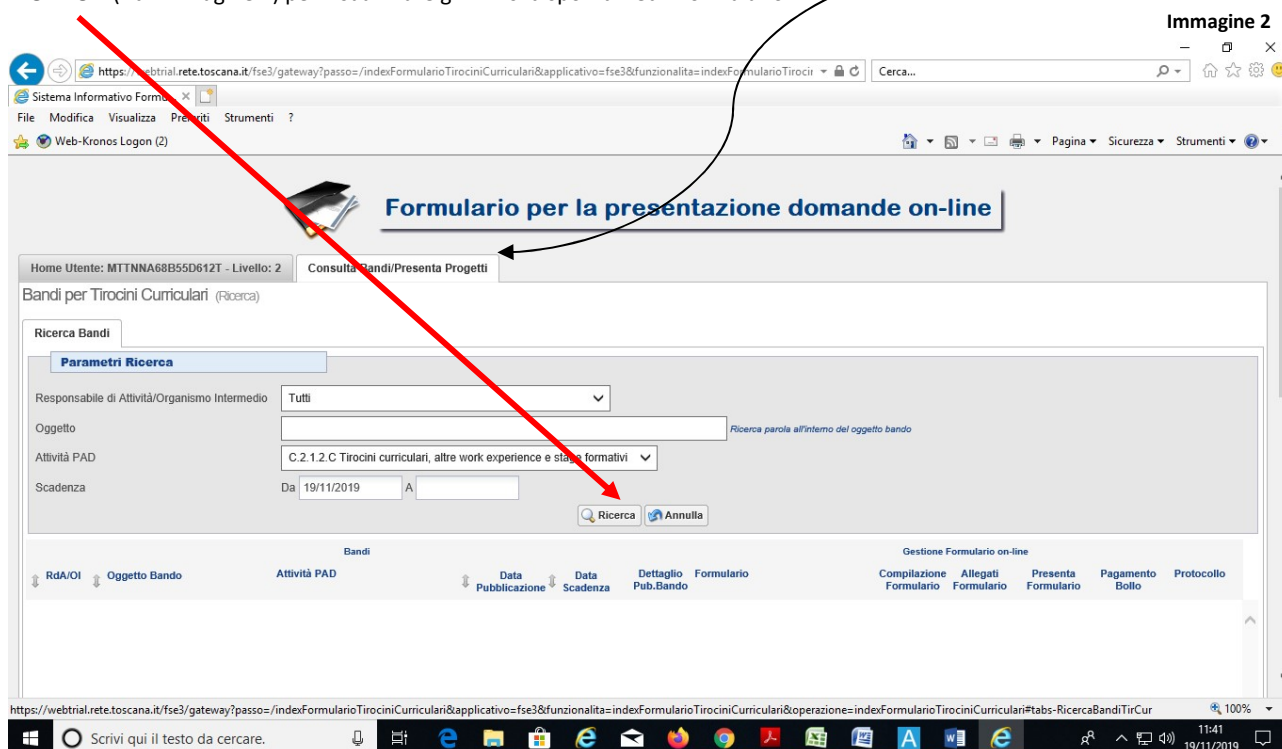 Immagine 2
https://webtrial.rete.toscana.it/fse3/gateway?passo=/indexFormularioTirociniCurriculari&applicativo=fse3&funzionalita=indexFormularioTirocir
Cerca...
Sistema Informativo Formu...
File Modifica Visualizza Preferiti Strumenti ?
Web-Kronos Logon (2)
Pagina Sicurezza Strumenti
Formulario per la presentazione domande on-line
Home Utente: MTTNNA68B55D612T - Livello: 2 Consulta Bandi/Presenta Progetti
Bandi per Tirocini Curriculari (Ricerca)
Ricerca Bandi
Parametri Ricerca
Responsabile di Attività/Organismo Intermedio Tutti
Oggetto Ricerca parola all'interno del oggetto bando
Attività PAD C.2.1.2.C Tirocini curriculari, altre work experience e stage formativi
Scadenza Da 19/11/2019 A
Ricerca Annulla
Bandi Gestione Formulario on-line
RdA/OI Oggetto Bando Attività PAD Data Pubblicazione Data Scadenza Dettaglio Pub.Bando Formulario Compilazione Formulario Allegati Formulario Presenta Formulario Pagamento Bollo Protocollo
https://webtrial.rete.toscana.it/fse3/gateway?passo=/indexFormularioTirociniCurriculari&applicativo=fse3&funzionalita=indexFormularioTirociniCurriculari&operazione=indexFormularioTirociniCurriculari#tabs-RicercaBandiTirCur
100%
Scrivi qui il testo da cercare.
11:41
19/11/2019